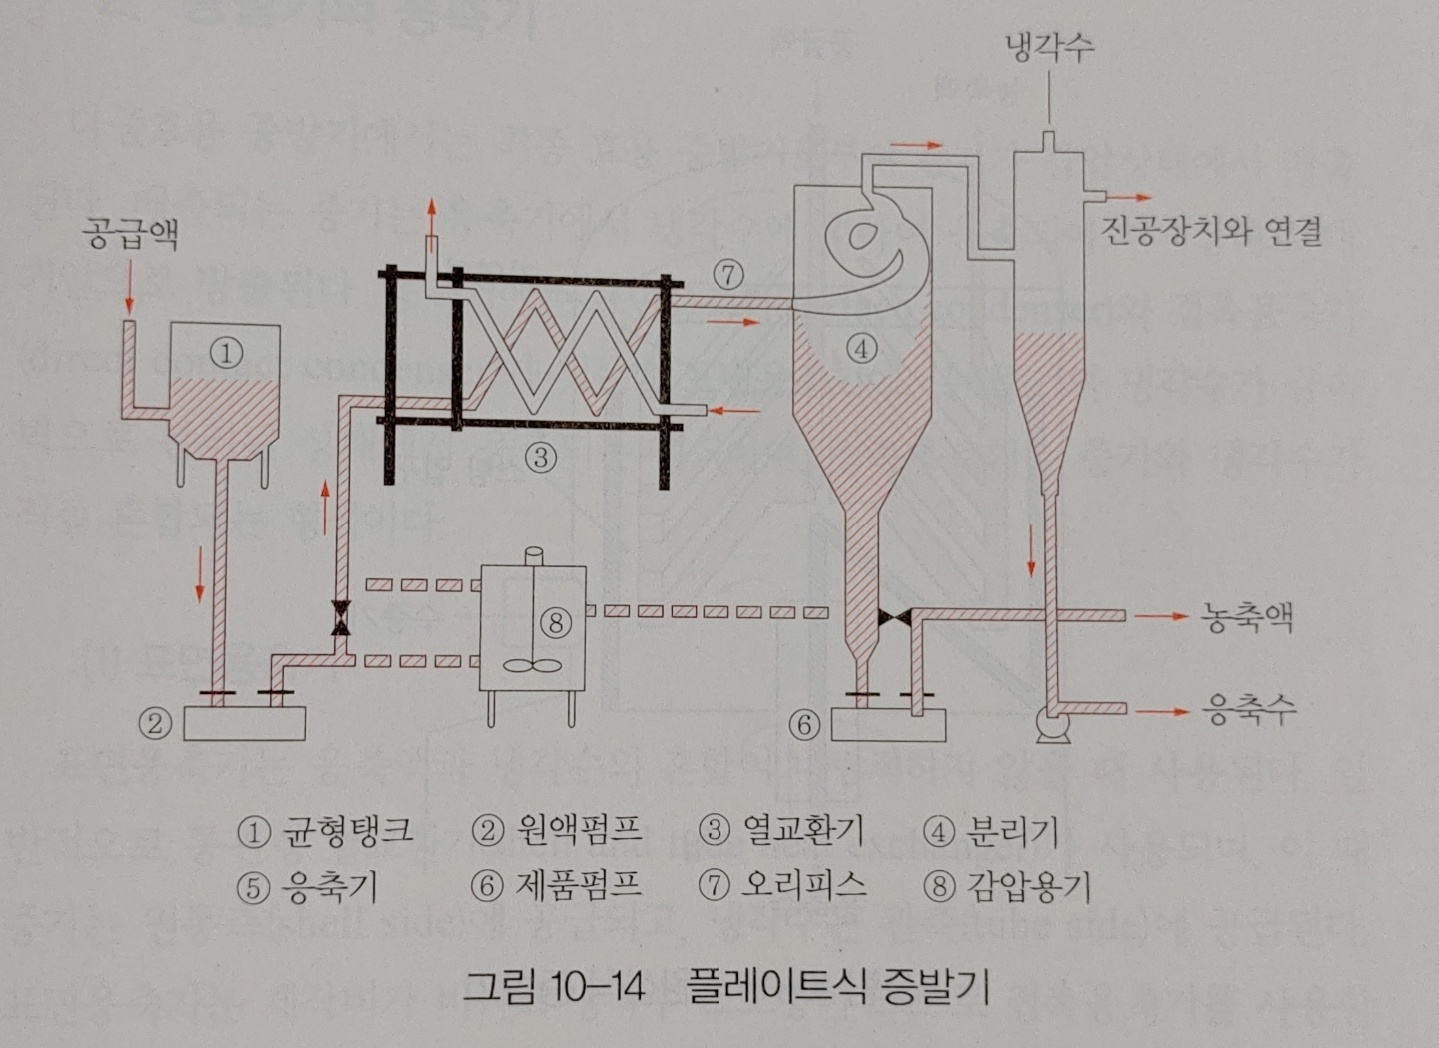 냉각수
공급액
진공장치와 연결
①
⑦
④
③
⑧
농축액
②
⑥
응축수
① 균형탱크 ② 원액펌프 ③ 열교환기 ④ 분리기
⑤ 응축기 ⑥ 제품펌프 ⑦ 오리피스 ⑧ 감압용기
그림 10-14 플레이트식 증발기